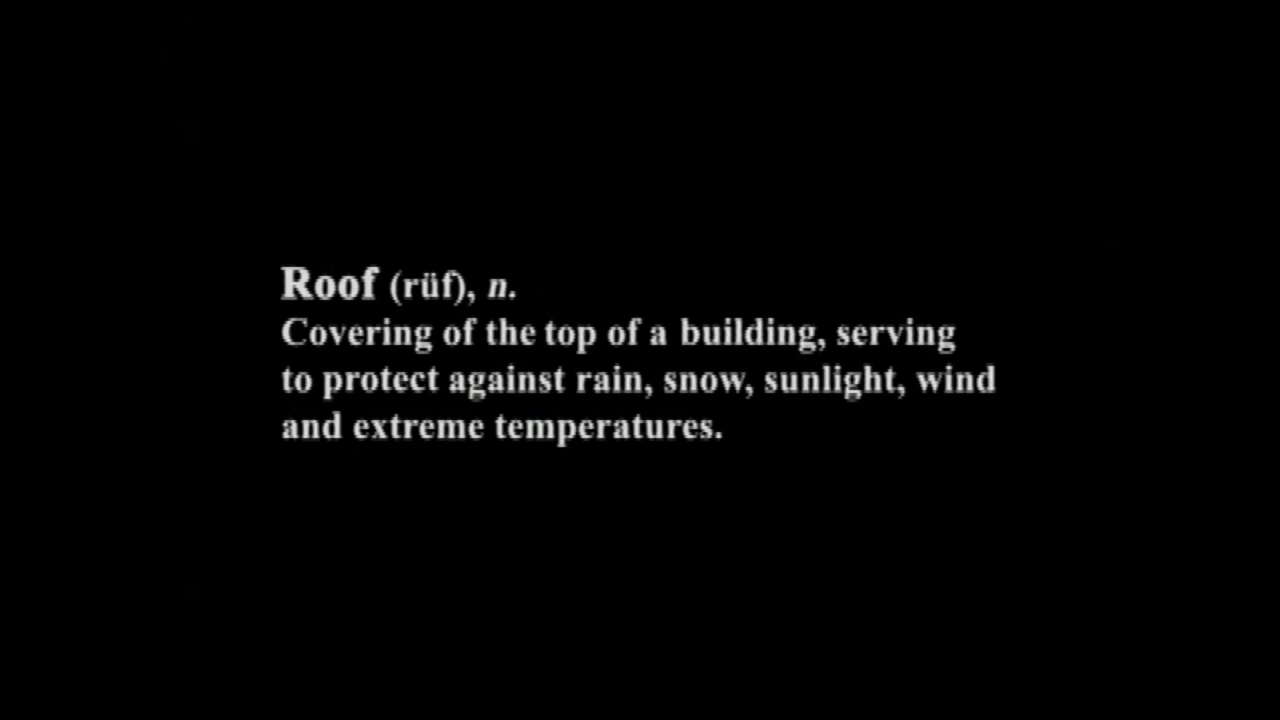 Roof (rüf), n.
Covering of the top of a building, serving
to protect against rain, snow, sunlight, wind
and extreme temperatures.